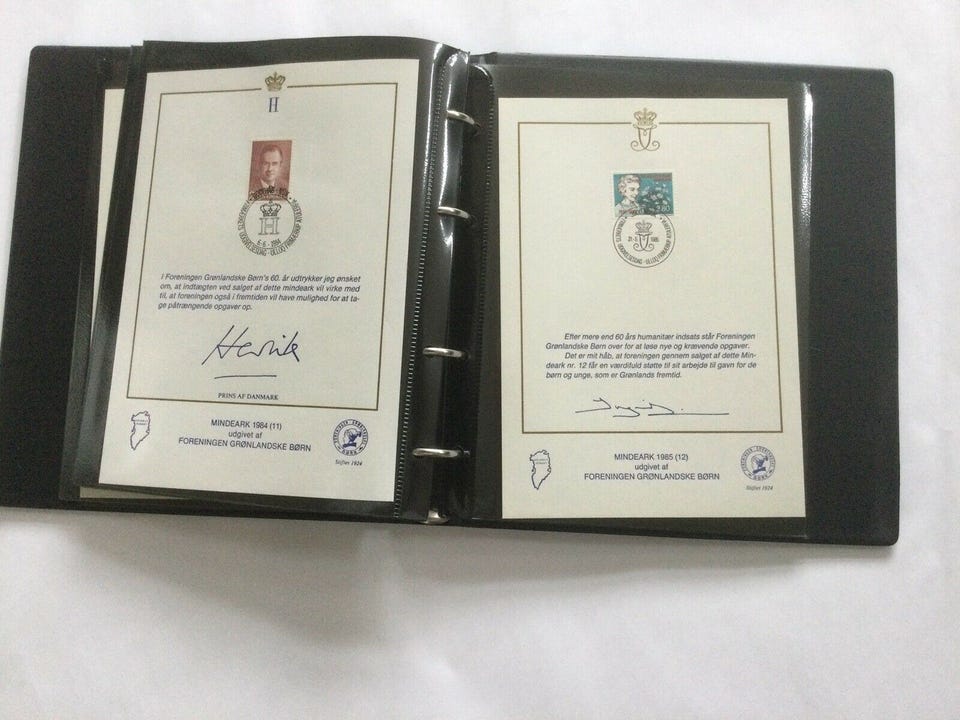 H
H
6-6-1984
I Foreningen Grønlandske Børn's 60. år udtrykker jeg ønsket
om, at indtægten ved salget af dette mindeark vil virke med
til, at foreningen også i fremtiden vil have mulighed for at ta-
ge påtrængende opgaver op.
Henrik
PRINS AF DANMARK
MINDEARK 1984 (11)
udgivet af
FORENINGEN GRØNLANDSKE BØRN
Stiftet 1924
Efter mere end 60 års humanitær indsats står Foreningen
Grønlandske Børn over for at løse nye og krævende opgaver.
Det er mit håb, at foreningen gennem salget af dette Min-
deark nr. 12 får en værdifuld støtte til sit arbejde til gavn for de
børn og unge, som er Grønlands fremtid.
Ingrid
MINDEARK 1985 (12)
udgivet af
FORENINGEN GRØNLANDSKE BØRN
Stiftet 1924